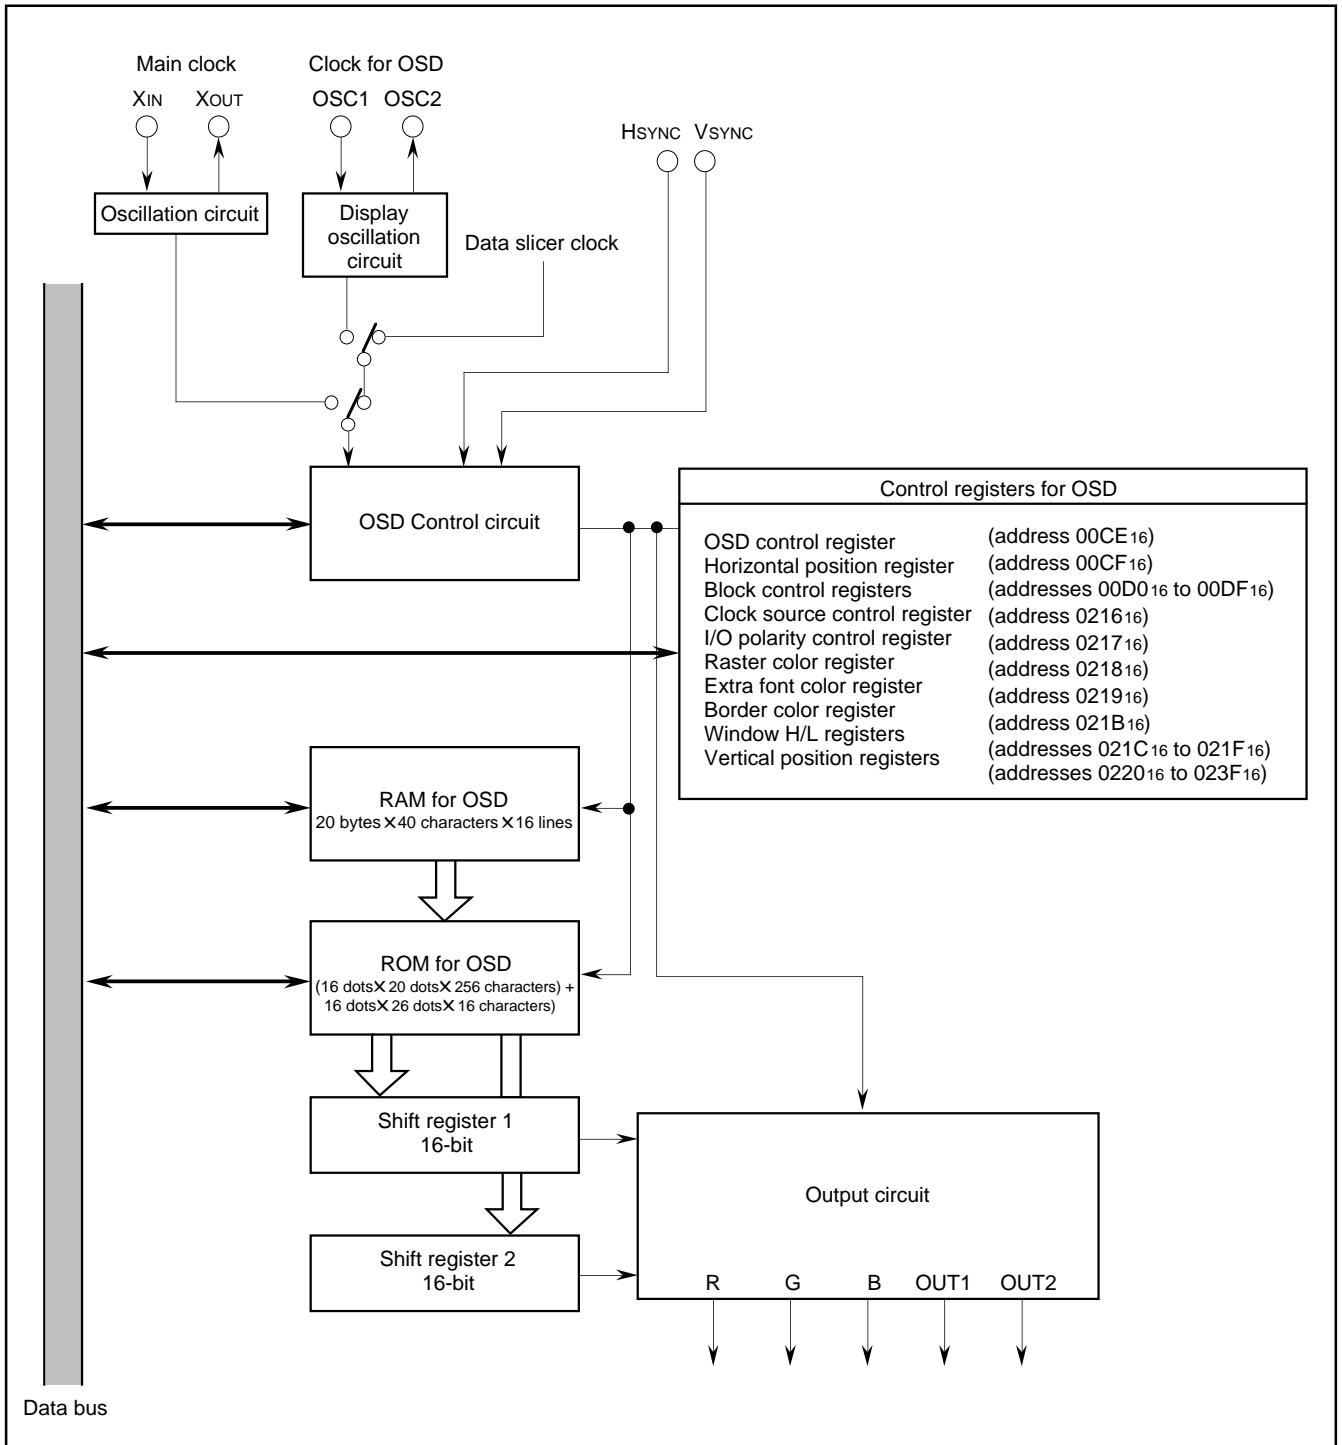 Main clock
Clock for OSD
XIN XOUT
OSC1 OSC2
HSYNC VSYNC
Oscillation circuit
Display
oscillation
circuit
Data slicer clock
OSD Control circuit
Control registers for OSD
OSD control register (address 00CE16)
Horizontal position register (address 00CF16)
Block control registers (addresses 00D016 to 00DF16)
Clock source control register (address 021616)
I/O polarity control register (address 021716)
Raster color register (address 021816)
Extra font color register (address 021916)
Border color register (address 021B16)
Window H/L registers (addresses 021C16 to 021F16)
Vertical position registers (addresses 022016 to 023F16)
RAM for OSD
20 bytes✕40 characters✕16 lines
ROM for OSD
(16 dots✕20 dots✕256 characters) +
16 dots✕26 dots✕16 characters)
Shift register 1
16-bit
Output circuit
Shift register 2
16-bit
R G B OUT1 OUT2
Data bus